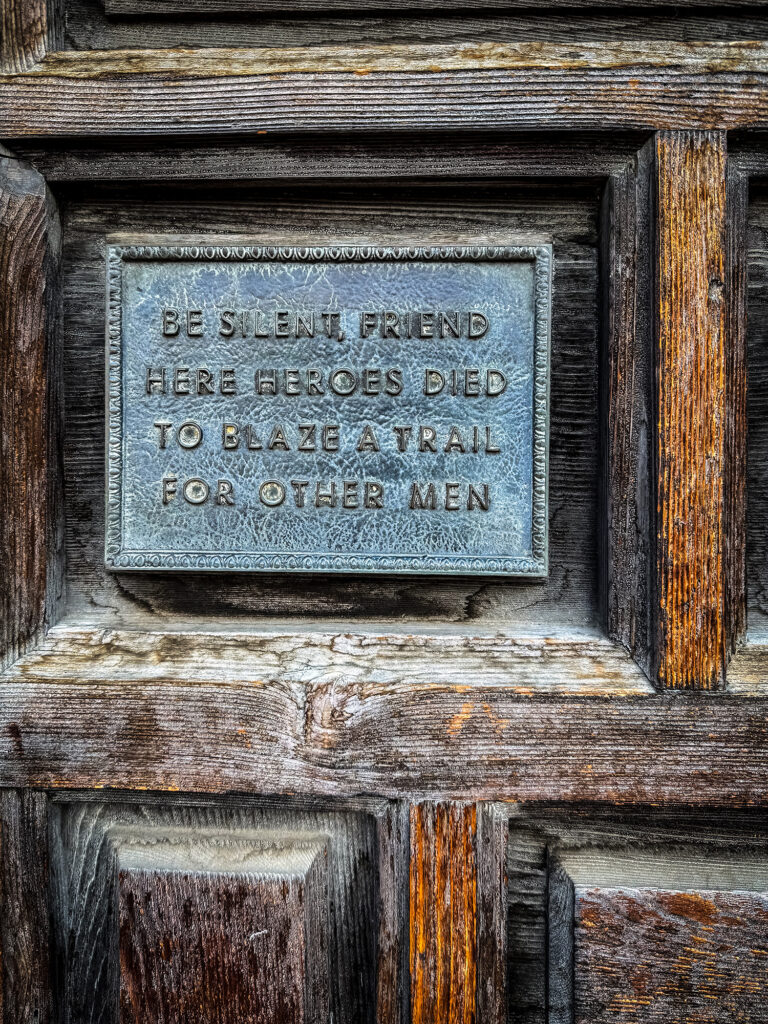 BE SILENT, FRIEND
HERE HEROES DIED
TO BLAZE A TRAIL
FOR OTHER MEN